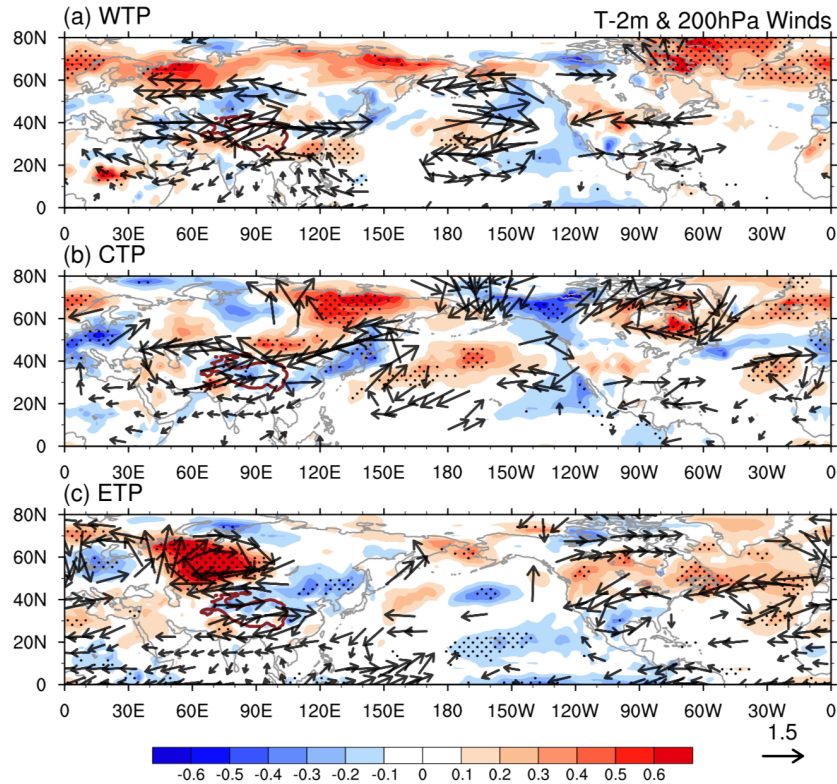 (a) WTP T-2m & 200hPa Winds
80N
60N
40N
20N
0
0 30E 60E 90E 120E 150E 180 150W 120W 90W 60W 30W 0
(b) CTP
80N
60N
40N
20N
0
0 30E 60E 90E 120E 150E 180 150W 120W 90W 60W 30W 0
(c) ETP
80N
60N
40N
20N
0
0 30E 60E 90E 120E 150E 180 150W 120W 90W 60W 30W 0
1.5
-0.6 -0.5 -0.4 -0.3 -0.2 -0.1 0 0.1 0.2 0.3 0.4 0.5 0.6